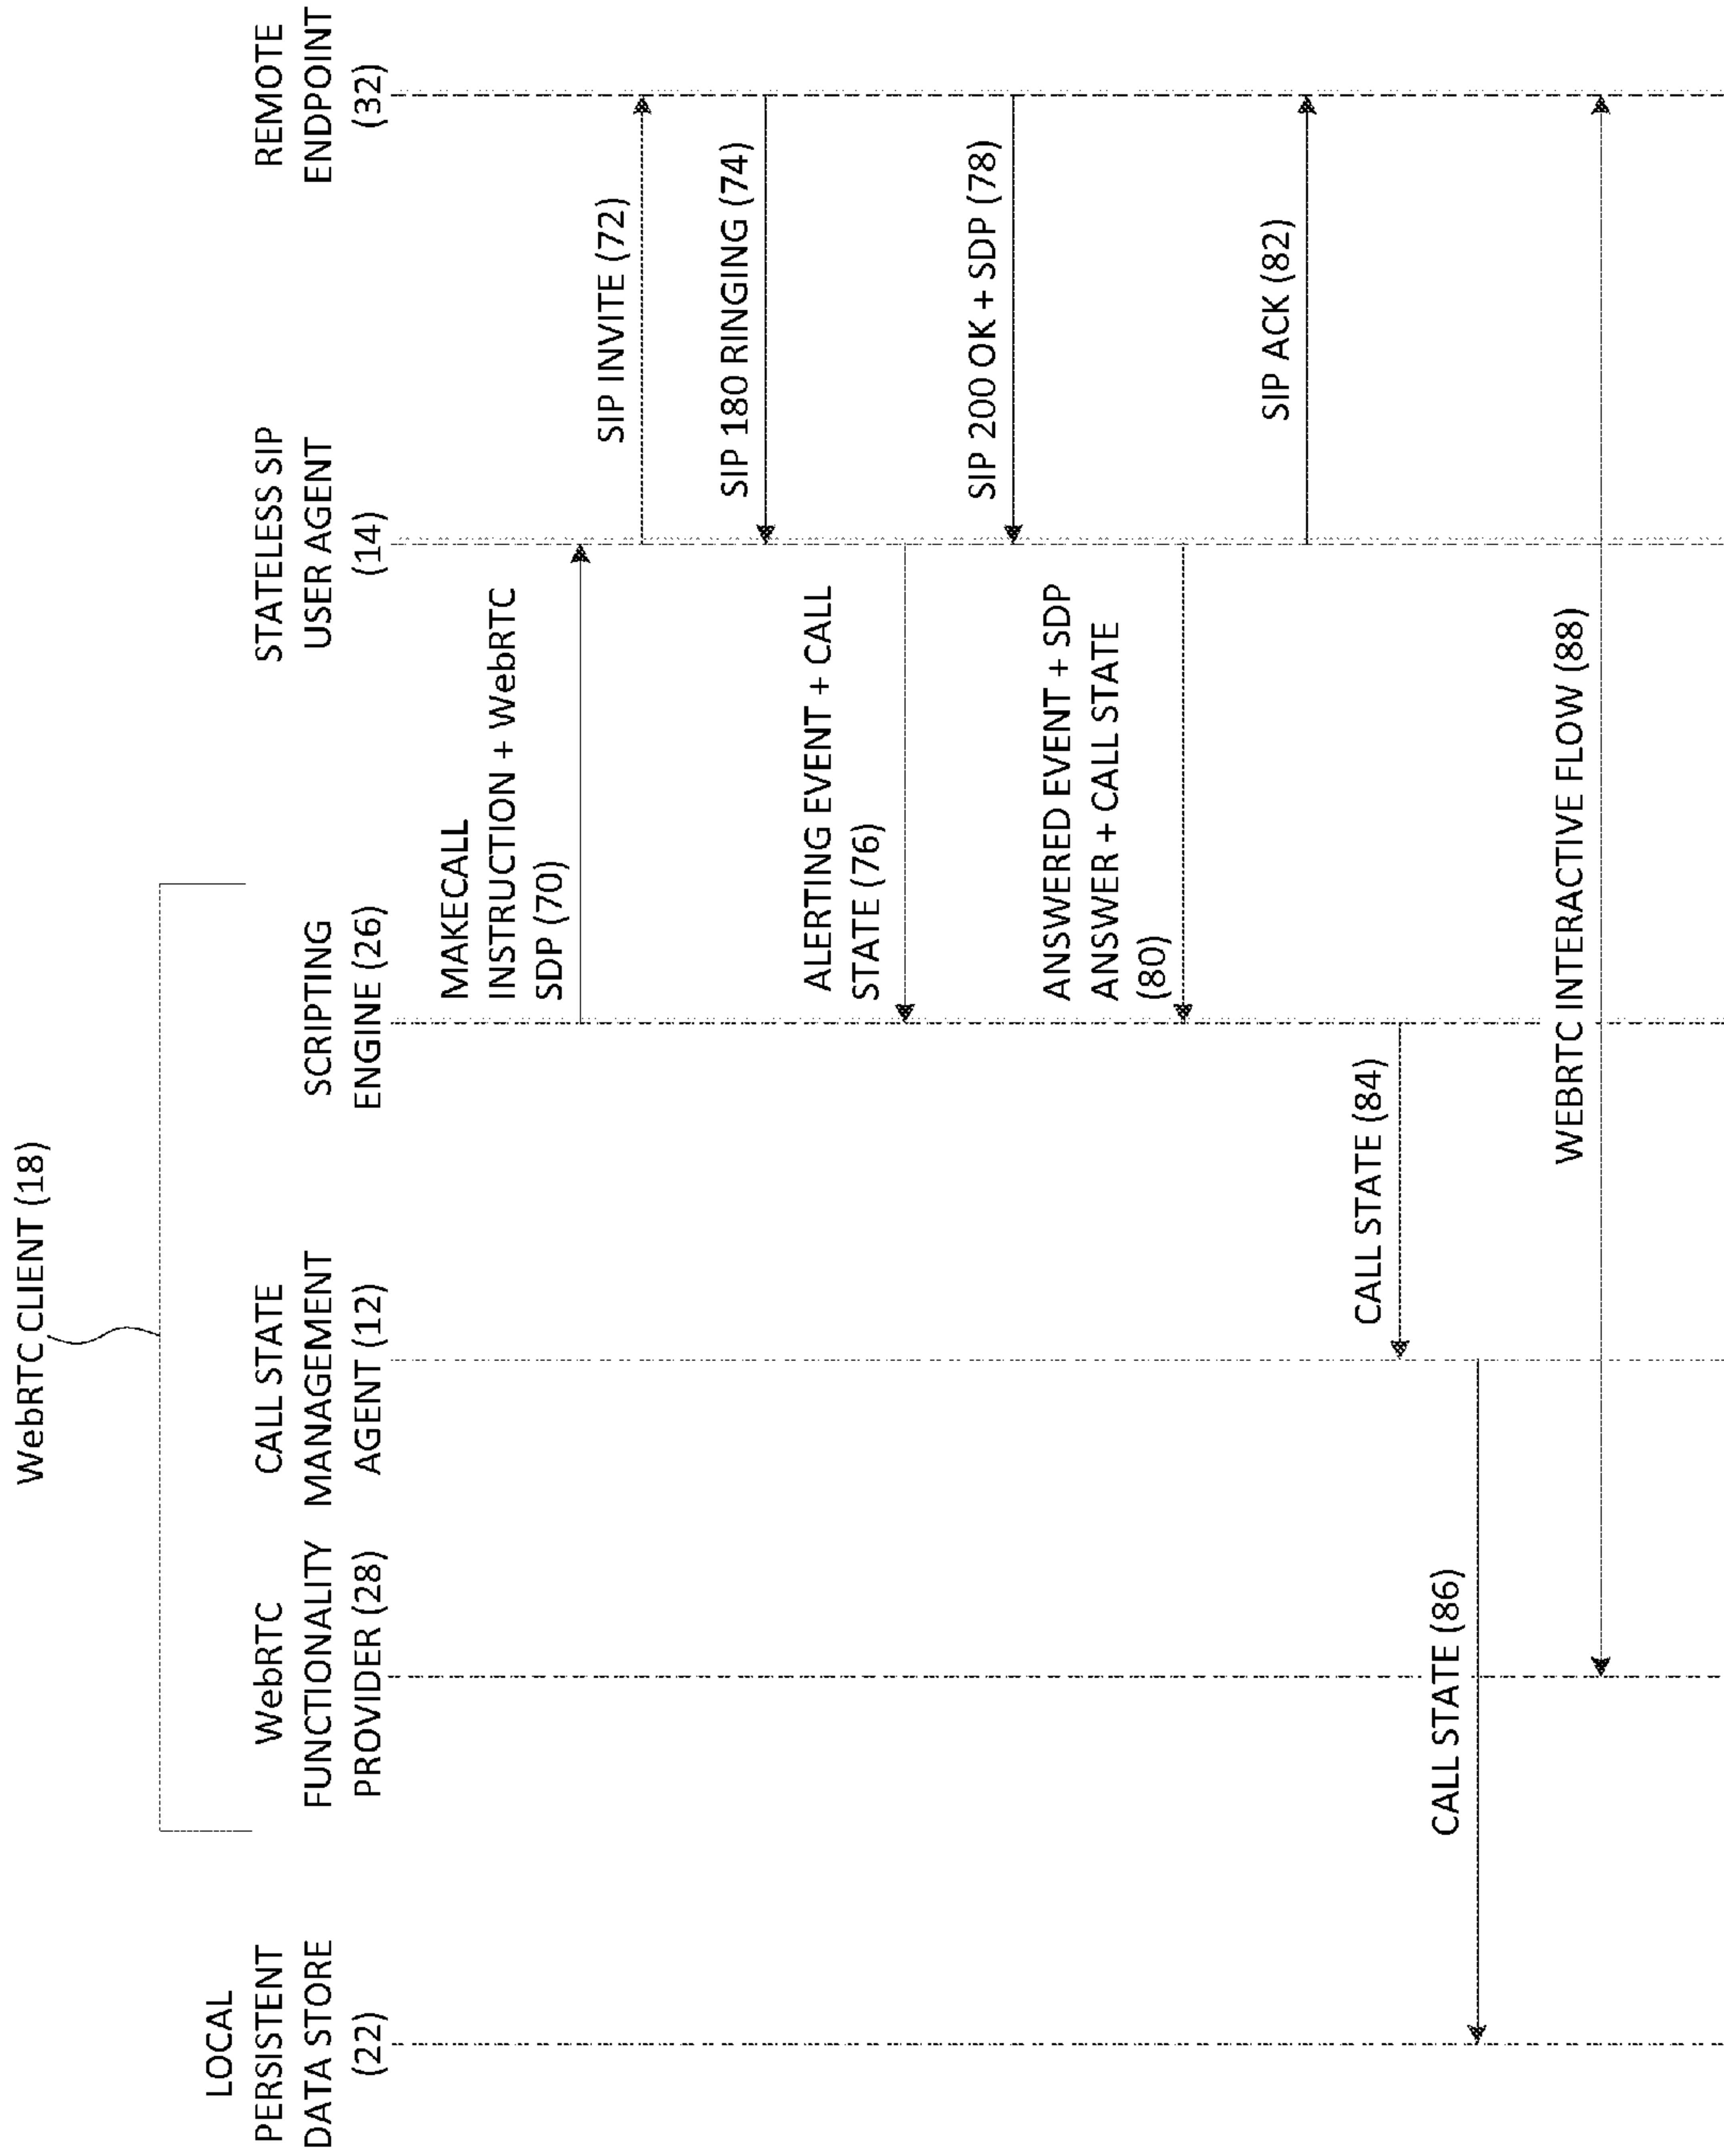 WebRTC CLIENT (18)
LOCAL
PERSISTENT
DATA STORE
(22)
WebRTC
FUNCTIONALITY
PROVIDER (28)
CALL STATE
MANAGEMENT
AGENT (12)
SCRIPTING
ENGINE (26)
STATELESS SIP
USER AGENT
(14)
REMOTE
ENDPOINT
(32)
MAKECALL
INSTRUCTION + WebRTC
SDP (70)
SIP INVITE (72)
SIP 180 RINGING (74)
ALERTING EVENT + CALL
STATE (76)
SIP 200 OK + SDP (78)
ANSWERED EVENT + SDP
ANSWER + CALL STATE
(80)
SIP ACK (82)
CALL STATE (84)
CALL STATE (86)
WEBRTC INTERACTIVE FLOW (88)